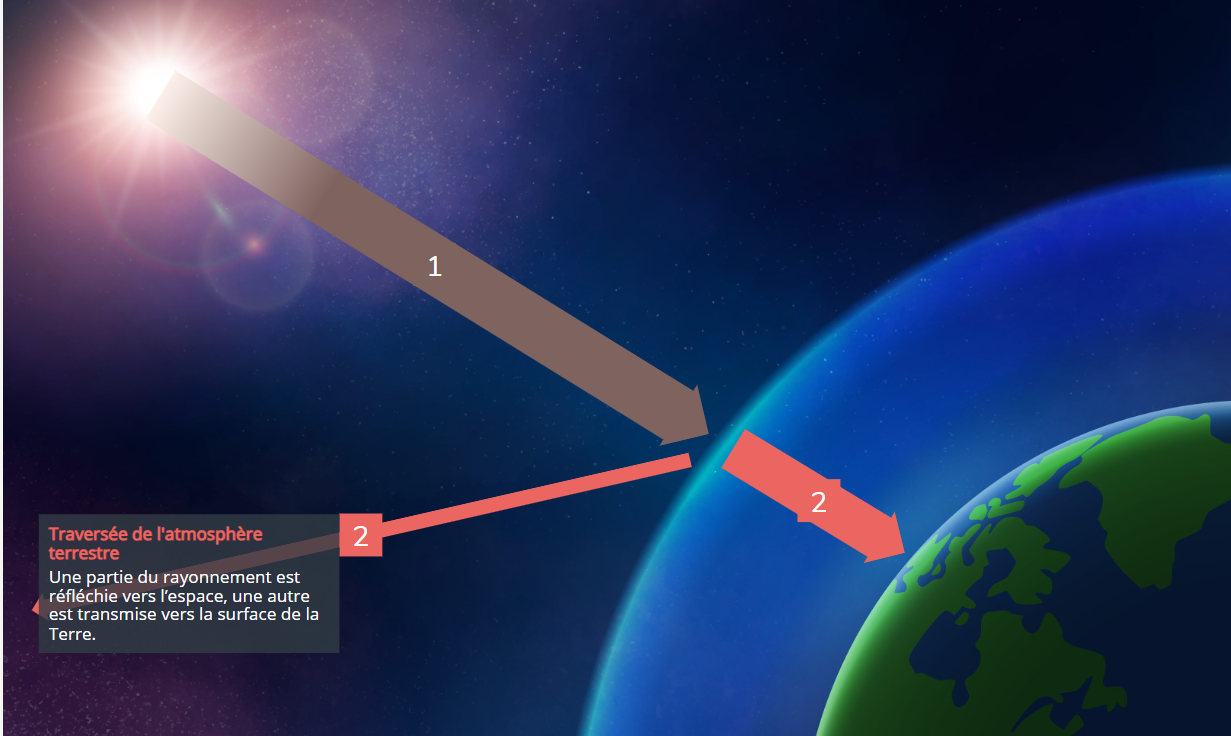 1
2
2
Traversée de l'atmosphère
terrestre
Une partie du rayonnement est
réfléchie vers l’espace, une autre
est transmise vers la surface de la
Terre.